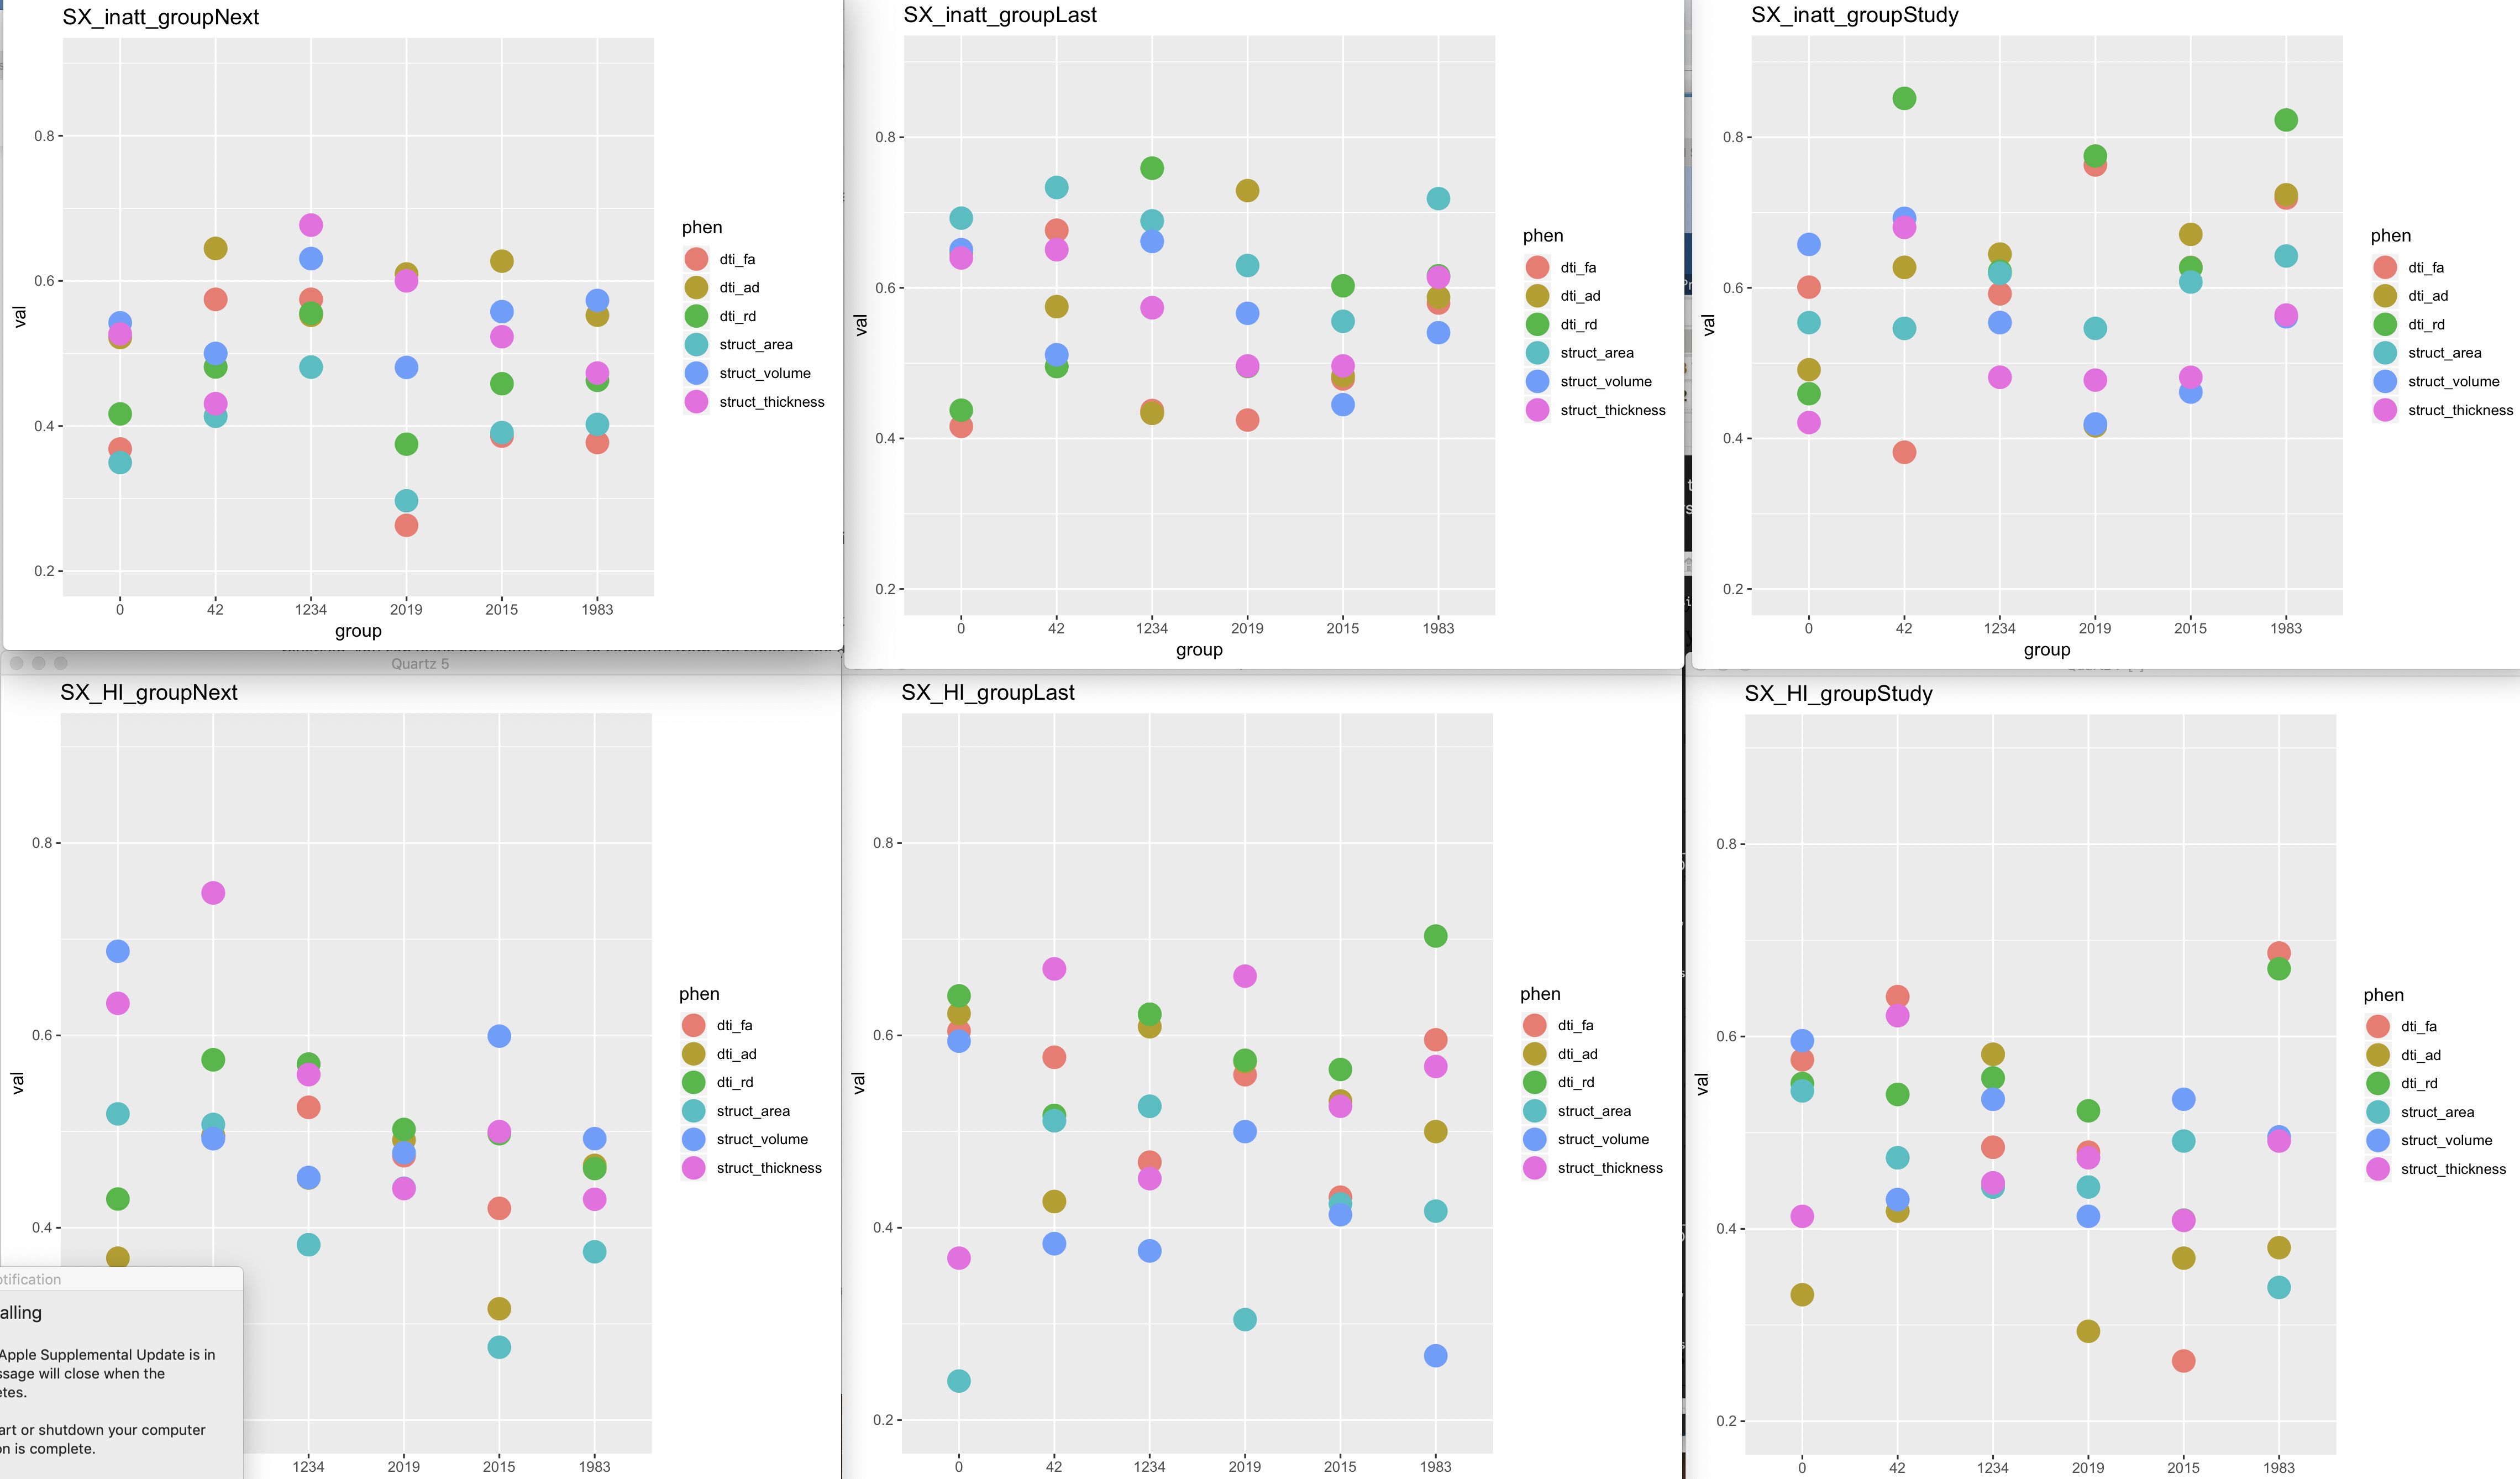 SX_inatt_groupNext
val
0.8
0.6
0.4
0.2
0 42 1234 2019 2015 1983
group
phen
dti_fa
dti_ad
dti_rd
struct_area
struct_volume
struct_thickness
SX_inatt_groupLast
val
0.8
0.6
0.4
0.2
0 42 1234 2019 2015 1983
group
phen
dti_fa
dti_ad
dti_rd
struct_area
struct_volume
struct_thickness
SX_inatt_groupStudy
val
0.8
0.6
0.4
0.2
0 42 1234 2019 2015 1983
group
phen
dti_fa
dti_ad
dti_rd
struct_area
struct_volume
struct_thickness
Quartz 5
SX_HI_groupNext
val
0.8
0.6
0.4
1234 2019 2015 1983
phen
dti_fa
dti_ad
dti_rd
struct_area
struct_volume
struct_thickness
otification
alling
Apple Supplemental Update is in
ssage will close when the
etes.
art or shutdown your computer
on is complete.
SX_HI_groupLast
val
0.8
0.6
0.4
0.2
0 42 1234 2019 2015 1983
phen
dti_fa
dti_ad
dti_rd
struct_area
struct_volume
struct_thickness
SX_HI_groupStudy
val
0.8
0.6
0.4
0.2
0 42 1234 2019 2015 1983
phen
dti_fa
dti_ad
dti_rd
struct_area
struct_volume
struct_thickness